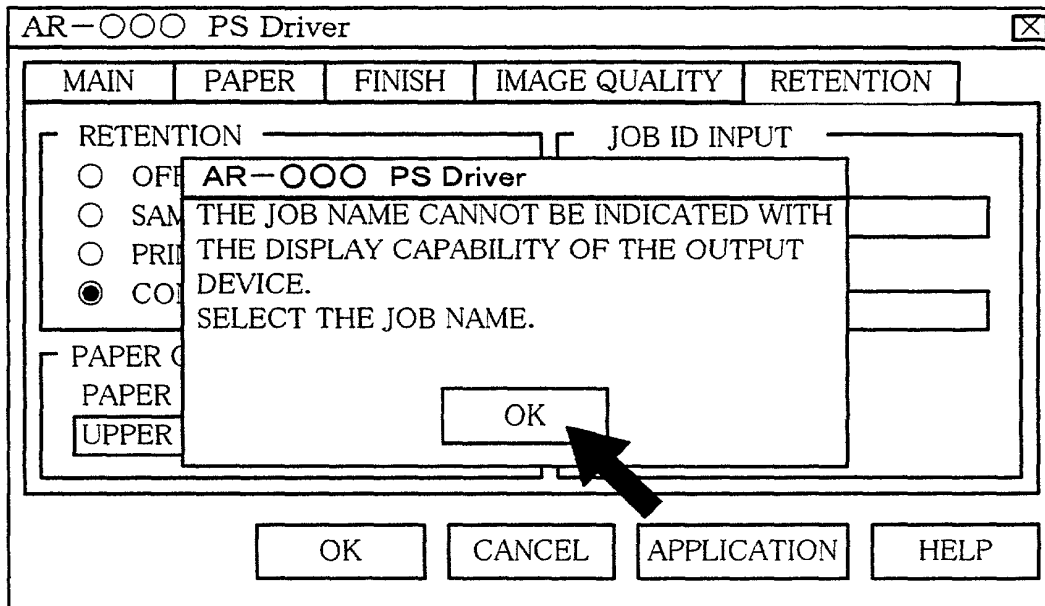 AR-○○○ PS Driver
MAIN PAPER FINISH IMAGE QUALITY RETENTION
RETENTION
JOB ID INPUT
AR-○○○ PS Driver
THE JOB NAME CANNOT BE INDICATED WITH
THE DISPLAY CAPABILITY OF THE OUTPUT
DEVICE.
SELECT THE JOB NAME.
OK
PAPER
PAPER
UPPER
OK CANCEL APPLICATION HELP